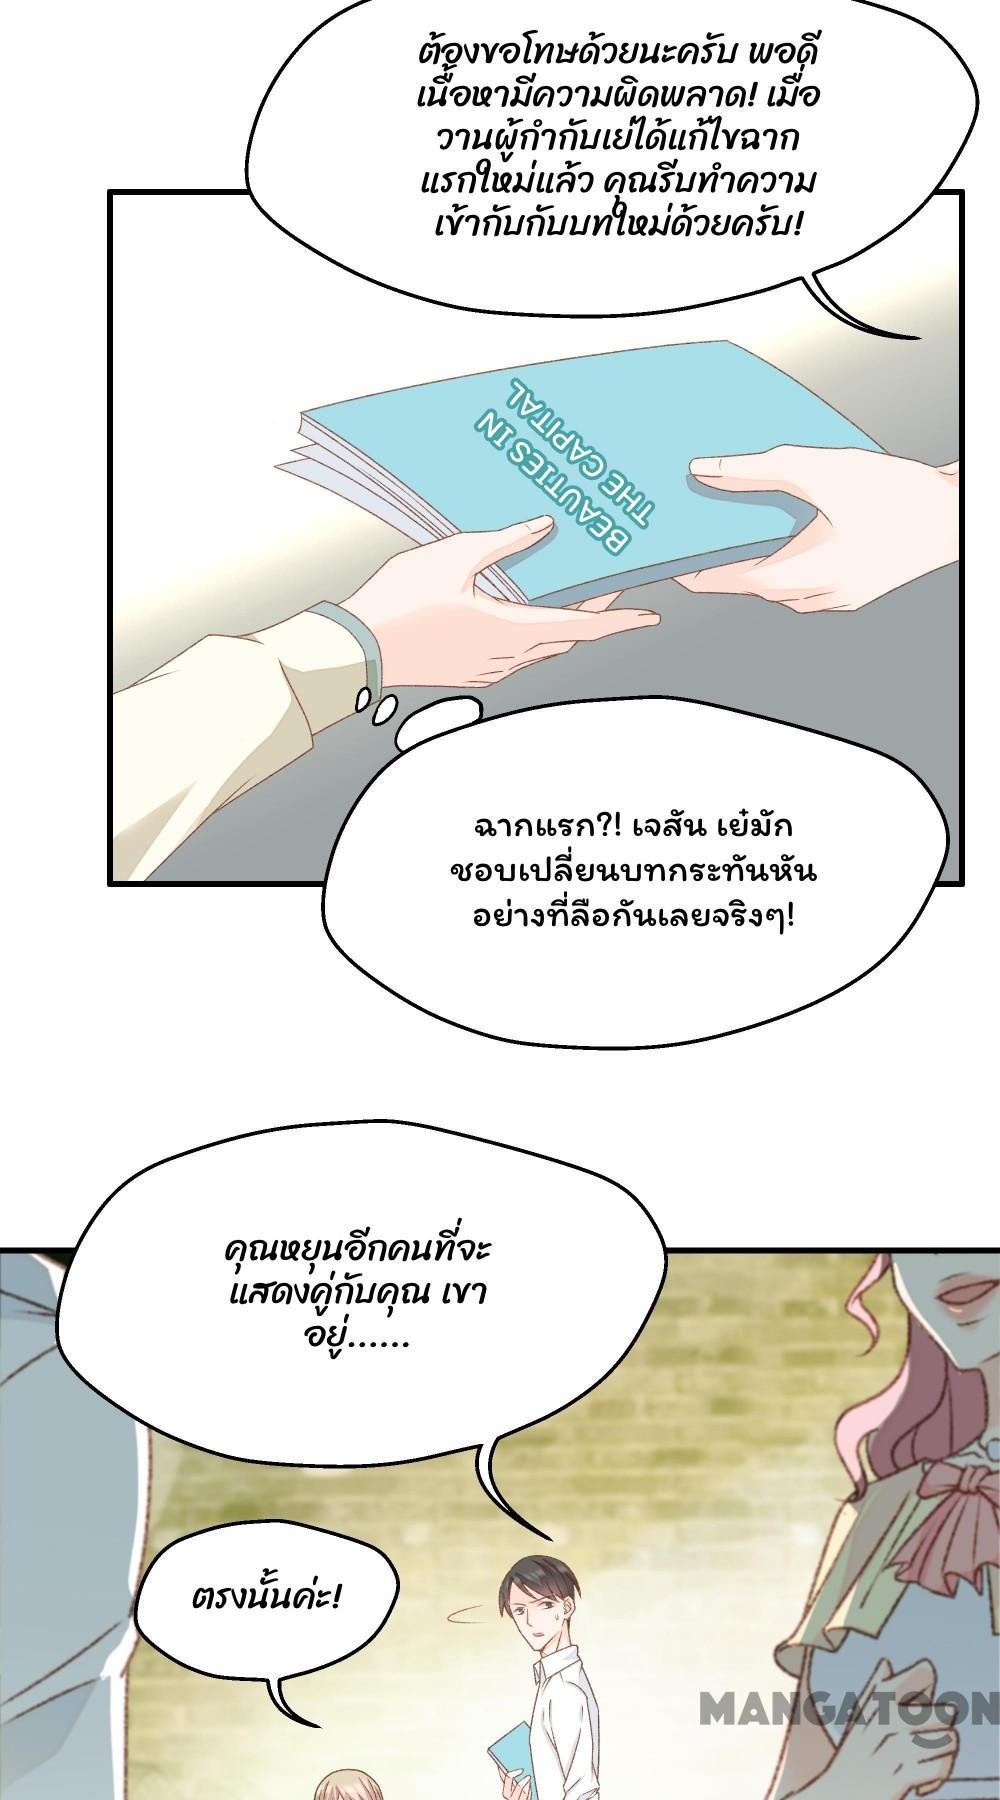 ต้องขอโทษด้วยนะครับ พอดี
เนื้อหามีความผิดพลาด! เมื่อ
วานผู้กำกับเย่ได้แก้ไขฉาก
แรกใหม่แล้ว คุณรีบทำความ
เข้ากับกับบทใหม่ด้วยครับ!
BEAUTIES IN
THE CAPITAL
ฉากแรก?! เจสัน เย่มัก
ชอบเปลี่ยนบทกระทันหัน
อย่างที่ลือกันเลยจริงๆ!
คุณหยุนอีกคนที่จะ
แสดงคู่กับคุณ เขา
อยู่......
ตรงนั้นค่ะ!
MANGATOON